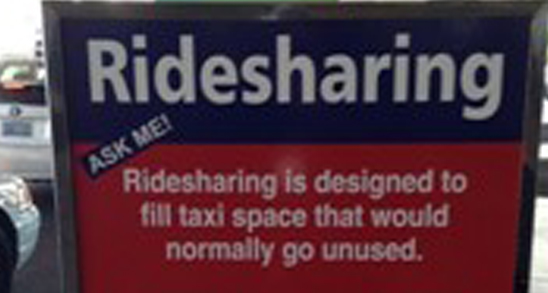 Ridesharing
ASK ME!
Ridesharing is designed to
fill taxi space that would
normally go unused.